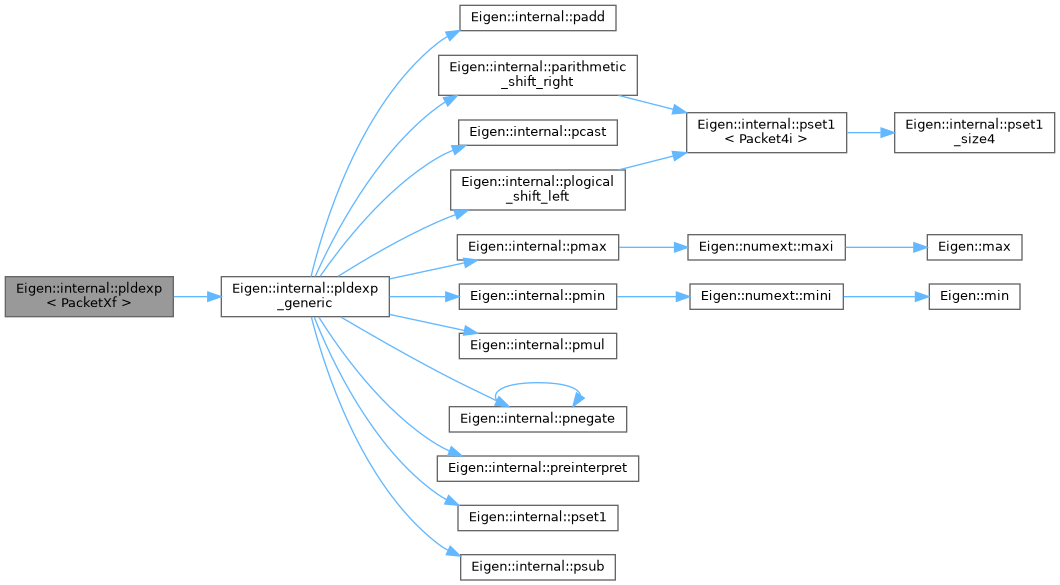 Eigen::internal::pldexp
< PacketXf >
Eigen::internal::pldexp
_generic
Eigen::internal::padd
Eigen::internal::parithmetic
_shift_right
Eigen::internal::pcast
Eigen::internal::plogical
_shift_left
Eigen::internal::pmax
Eigen::internal::pmin
Eigen::internal::pmul
Eigen::internal::pnegate
Eigen::internal::preinterpret
Eigen::internal::pset1
Eigen::internal::psub
Eigen::internal::pset1
< Packet4i >
Eigen::numext::maxi
Eigen::numext::mini
Eigen::internal::pset1
_size4
Eigen::max
Eigen::min